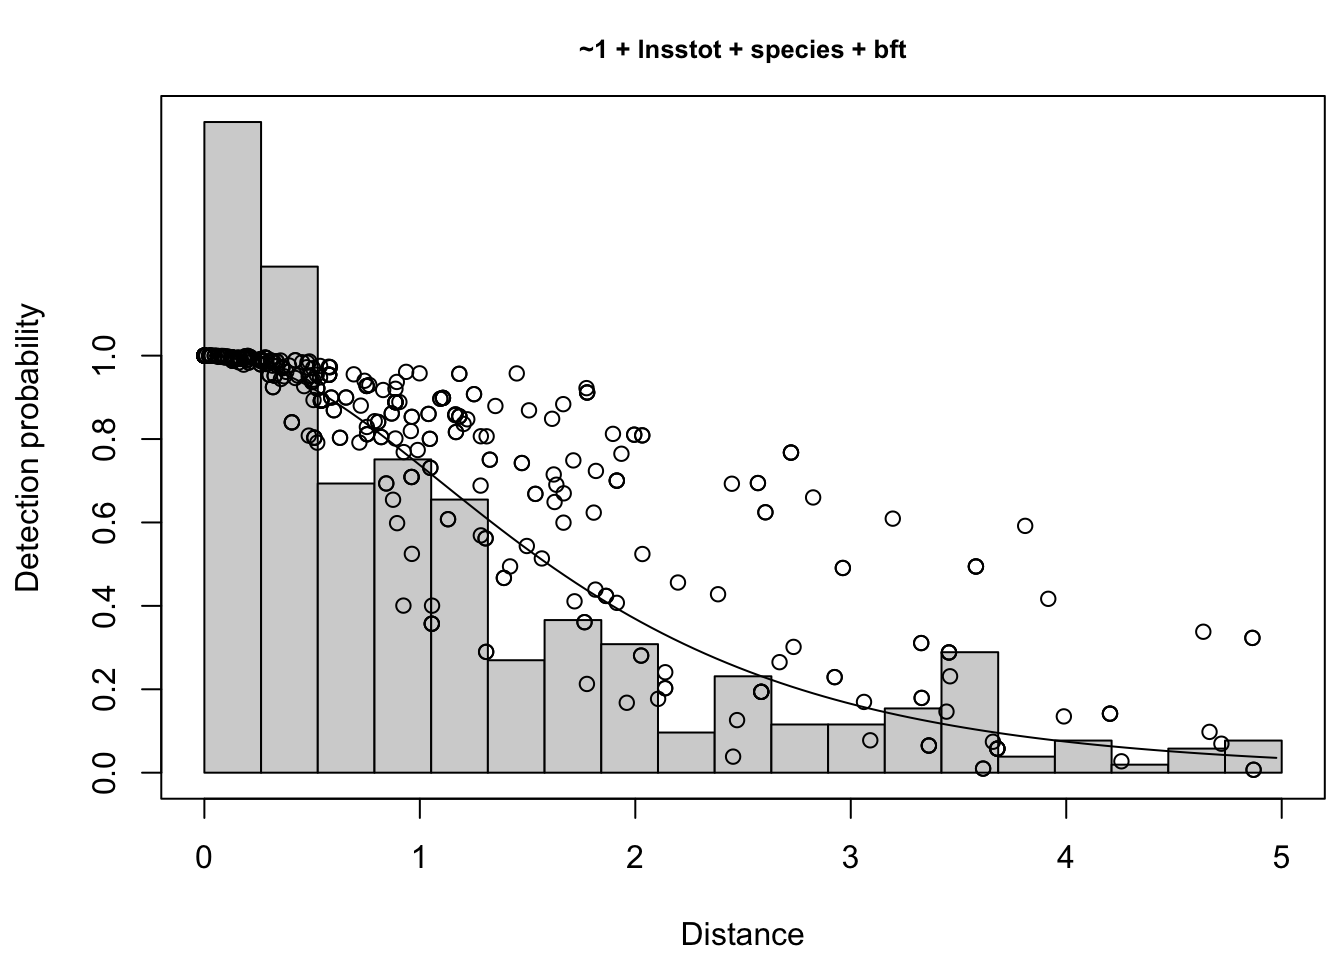 ~1 + lnsstot + species + bft
Detection probability
1.0
0.8
0.6
0.4
0.2
0.0
0 1 2 3 4 5
Distance